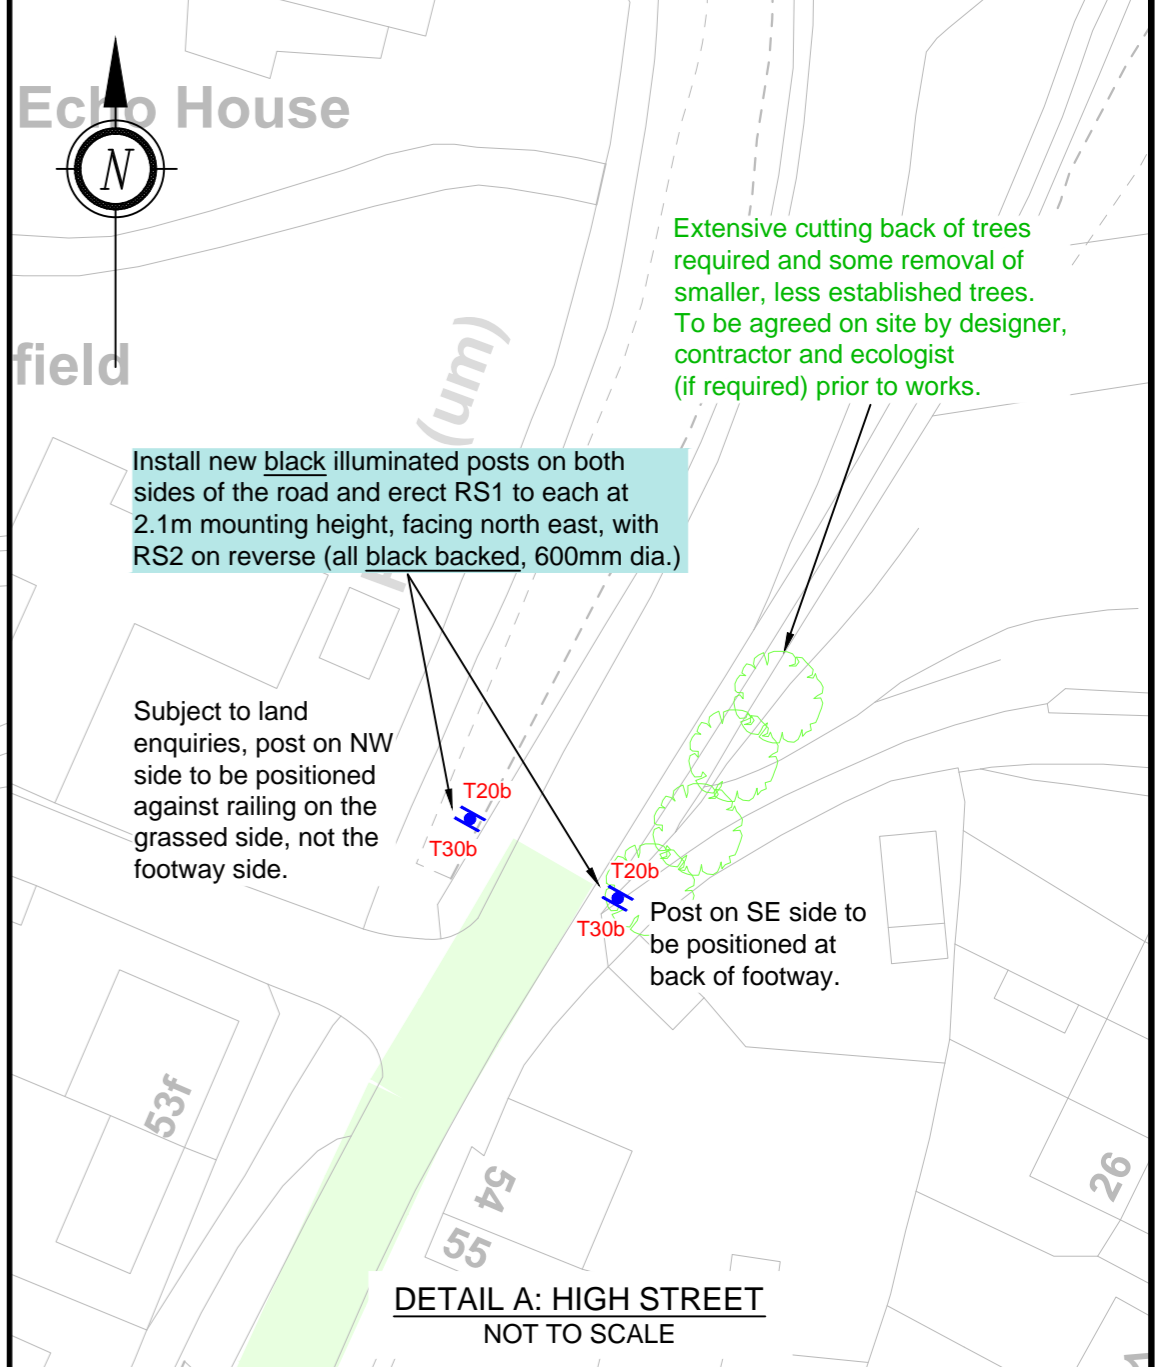 Echo House
N
field
(um)
Extensive cutting back of trees
required and some removal of
smaller, less established trees.
To be agreed on site by designer,
contractor and ecologist
(if required) prior to works.
Install new black illuminated posts on both
sides of the road and erect RS1 to each at
2.1m mounting height, facing north east, with
RS2 on reverse (all black backed, 600mm dia.)
Subject to land
enquiries, post on NW
side to be positioned
against railing on the
grassed side, not the
footway side.
T20b
T30b
T20b
T30b
Post on SE side to
be positioned at
back of footway.
53f
54
55
26
DETAIL A: HIGH STREET
NOT TO SCALE